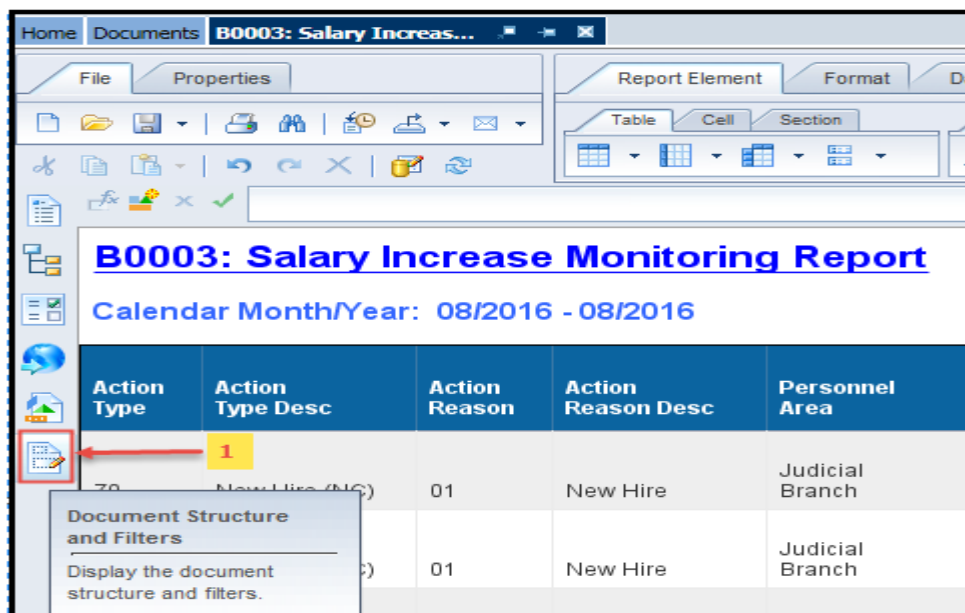 Home Documents B0003: Salary Increas...
File Properties
Report Element Format D
Table Cell Section
B0003: Salary Increase Monitoring Report
Calendar Month/Year: 08/2016 - 08/2016
Action Type Action Type Desc Action Reason Action Reason Desc Personnel Area
1
01 New Hire Judicial Branch
Document Structure
and Filters
Display the document
structure and filters.
01 New Hire Judicial Branch